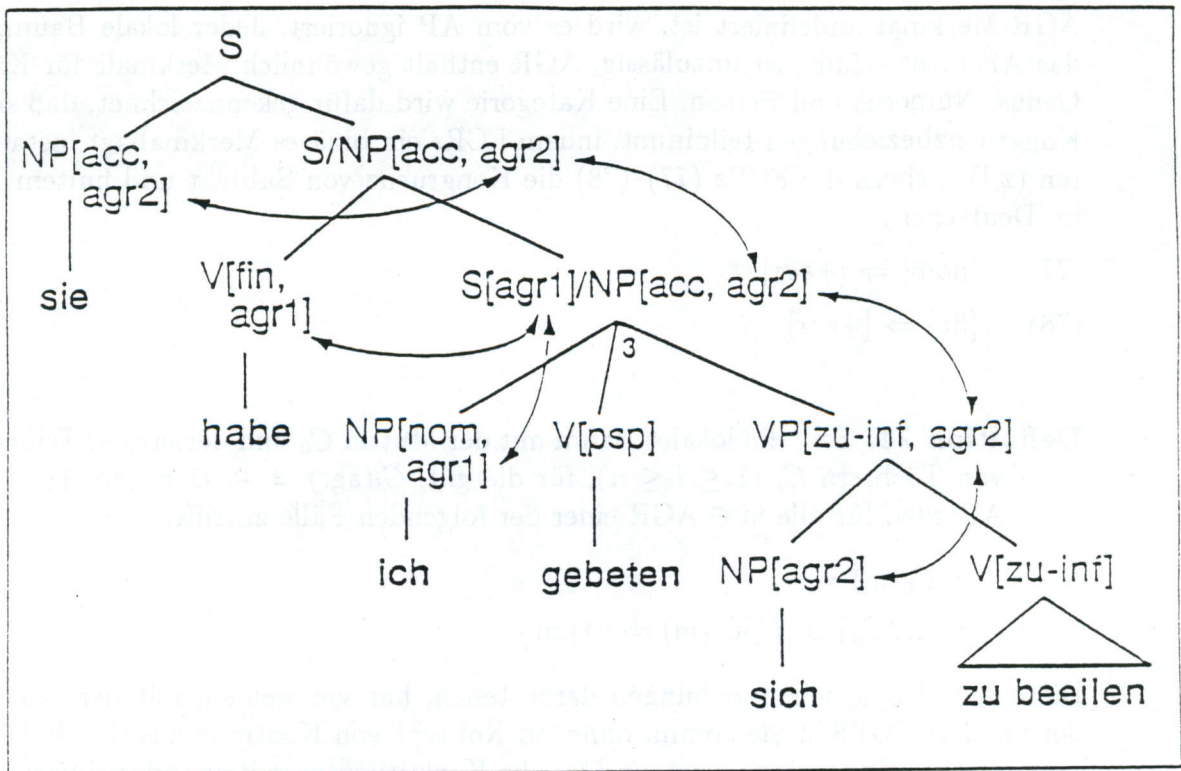 S
NP[acc, agr2]
S/NP[acc, agr2]
sie
V[fin, agr1]
S[agr1]/NP[acc, agr2]
3
habe
NP[nom, agr1]
V[psp]
VP[zu-inf, agr2]
ich
gebeten
NP[agr2]
V[zu-inf]
sich
zu beeilen